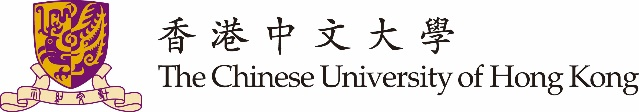 香港中文大學
The Chinese University of Hong Kong